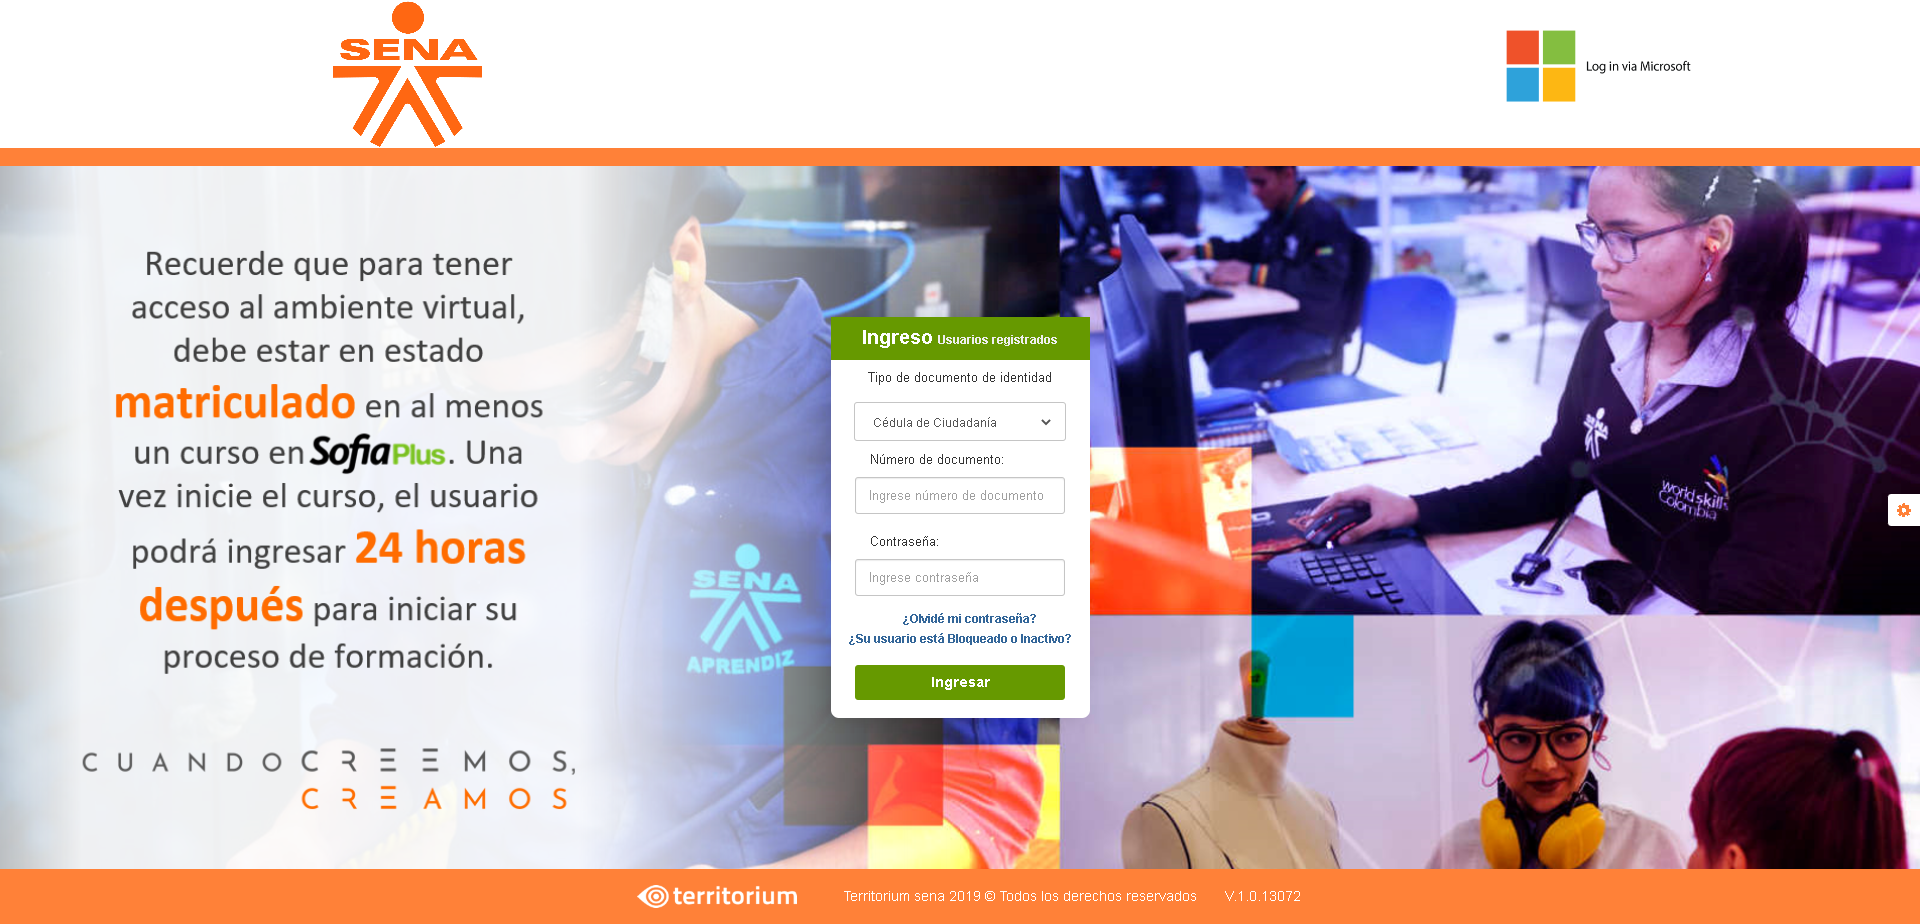 SENA
Log in via Microsoft
Recuerde que para tener
acceso al ambiente virtual,
debe estar en estado
matriculado en al menos
un curso en SofiaPlus. Una
vez inicie el curso, el usuario
podrá ingresar 24 horas
después para iniciar su
proceso de formación.
CUANDO CREEMOS,
CREAMOS
Ingreso Usuarios registrados
Tipo de documento de identidad
Cédula de Ciudadanía
Número de documento:
Ingrese número de documento
Contraseña:
Ingrese contraseña
¿Olvidé mi contraseña?
¿Su usuario está Bloqueado o Inactivo?
Ingresar
SENA
APRENDIZ
worldskills
Colombia
territorium
Territorium sena 2019 © Todos los derechos reservados
V.1.0.13072